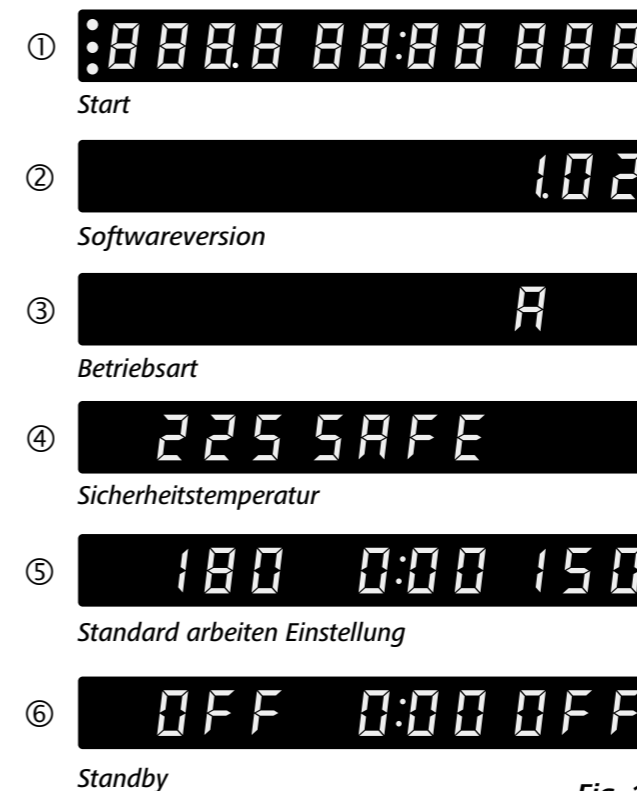 ① 888.8 88:88 888
Start
② 1.02
Softwareversion
③ A
Betriebsart
④ 225 SAFE
Sicherheitstemperatur
⑤ 180 0:00 150
Standard arbeiten Einstellung
⑥ OFF 0:00 OFF
Standby
Fig.